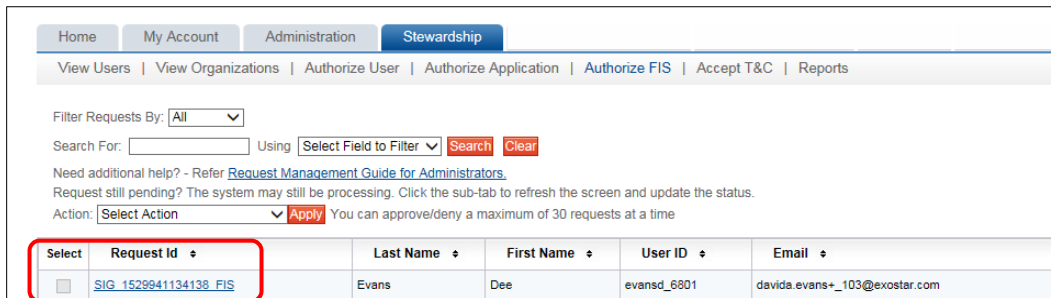 Home My Account Administration Stewardship
View Users | View Organizations | Authorize User | Authorize Application | Authorize FIS | Accept T&C | Reports
Filter Requests By: All
Search For: Using Select Field to Filter Search Clear
Need additional help? - Refer Request Management Guide for Administrators.
Request still pending? The system may still be processing. Click the sub-tab to refresh the screen and update the status.
Action: Select Action Apply You can approve/deny a maximum of 30 requests at a time
Select Request Id Last Name First Name User ID Email
SIG_1529941134138_FIS Evans Dee evansd_6801 davida.evans+_103@exostar.com